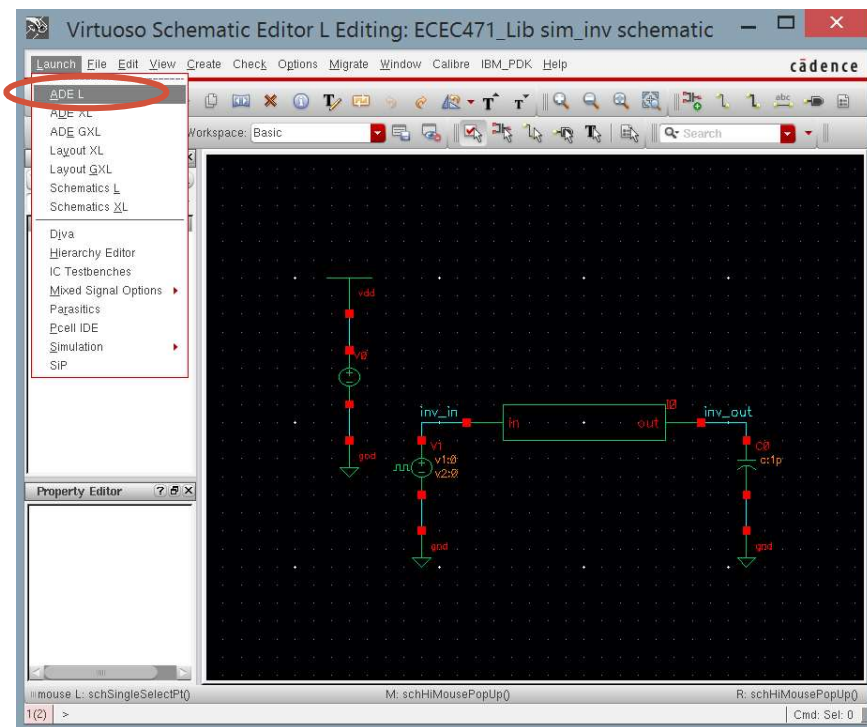 Virtuoso Schematic Editor L Editing: ECEC471_Lib sim_inv schematic
Launch File Edit View Create Check Options Migrate Window Calibre IBM_PDK Help
cādence
ADE L
ADE XL
ADE GXL
Layout XL
Layout GXL
Schematics L
Schematics XL
Diva
Hierarchy Editor
IC Testbenches
Mixed Signal Options
Parasitics
Pcell IDE
Simulation
SiP
abc
Workspace: Basic
Search
vdd
V0
gnd
inv_in
in
out
I0
inv_out
V1
v1:0
v2:0
gnd
C0
c:1p
gnd
Property Editor
mouse L: schSingleSelectPt()
M: schHiMousePopUp()
R: schHiMousePopUp()
1(2) >
Cmd: Sel: 0